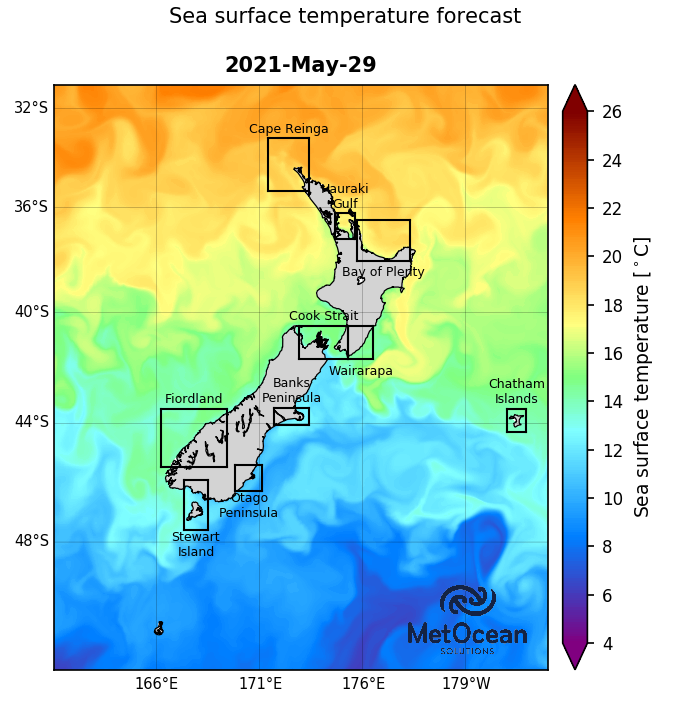 Sea surface temperature forecast
2021-May-29
32°S
36°S
40°S
44°S
48°S
Cape Reinga
Hauraki
Gulf
Bay of Plenty
Cook Strait
Wairarapa
Banks
Peninsula
Fiordland
Chatham
Islands
Otago
Peninsula
Stewart
Island
MetOcean
SOLUTIONS
166°E
171°E
176°E
179°W
26
24
22
20
18
16
14
12
10
8
6
4
Sea surface temperature [°C]